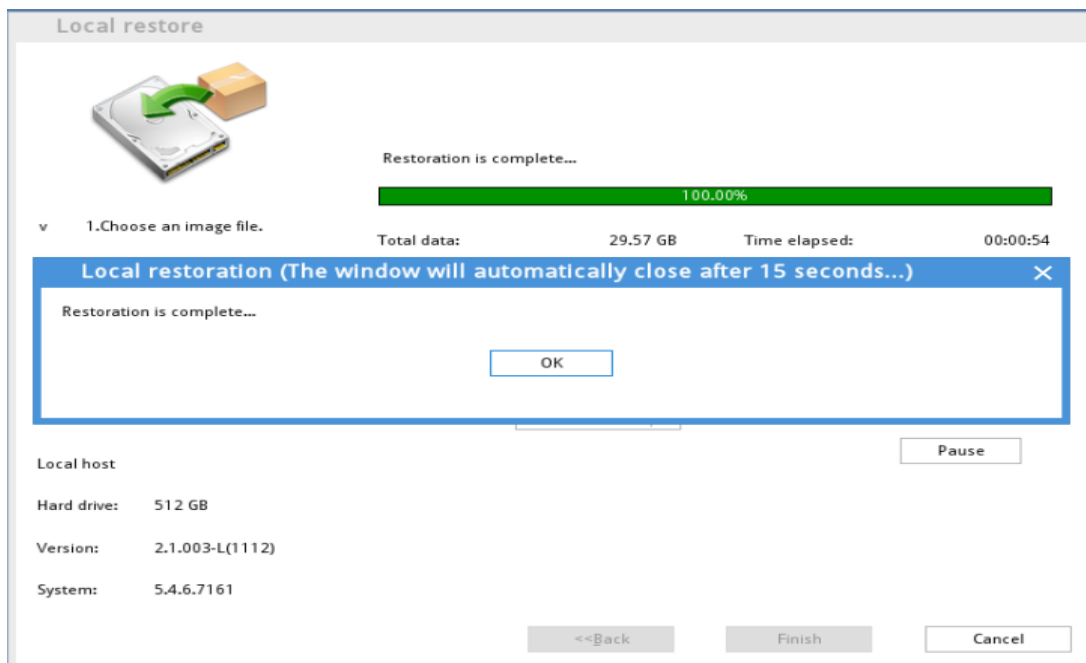 Local restore
Restoration is complete...
100.00%
v 1.Choose an image file.
Total data: 29.57 GB Time elapsed: 00:00:54
Local restoration (The window will automatically close after 15 seconds...)
Restoration is complete...
OK
Pause
Local host
Hard drive: 512 GB
Version: 2.1.003-L(1112)
System: 5.4.6.7161
<<Back Finish Cancel